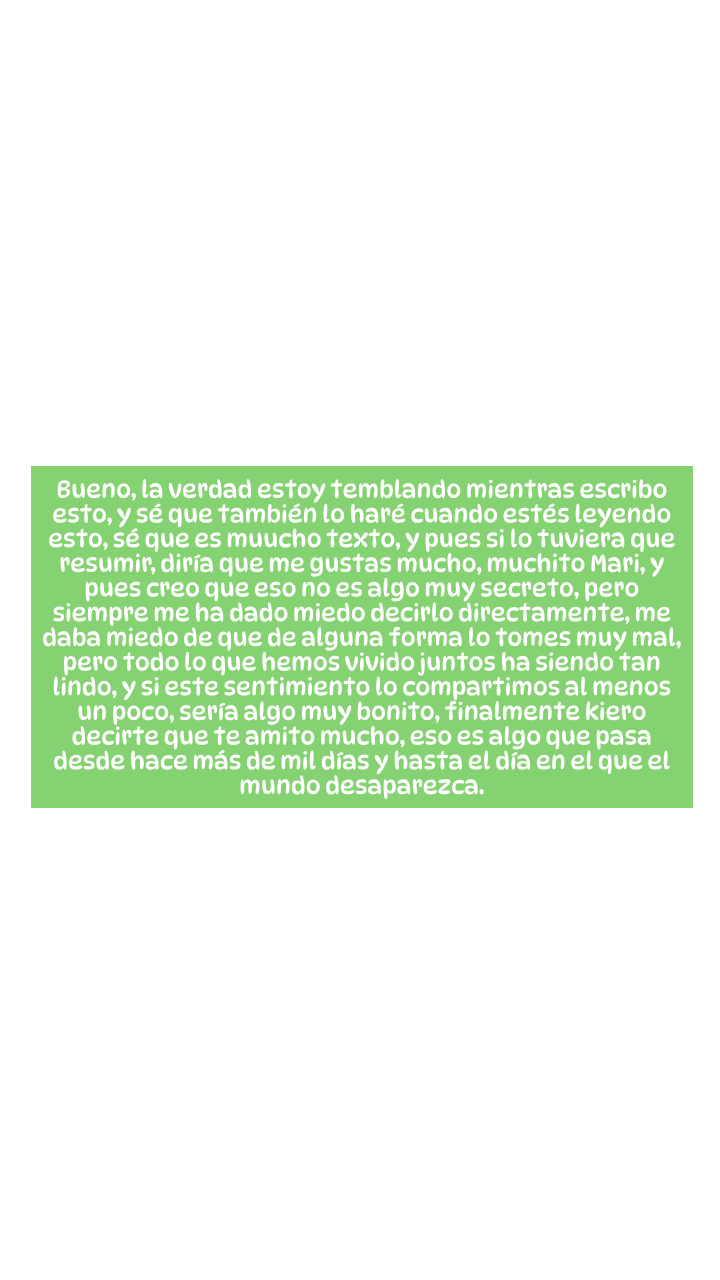 Bueno, la verdad estoy temblando mientras escribo
esto, y sé que también lo haré cuando estés leyendo
esto, sé que es muucho texto, y pues si lo tuviera que
resumir, diría que me gustas mucho, muchito Mari, y
pues creo que eso no es algo muy secreto, pero
siempre me ha dado miedo decirlo directamente, me
daba miedo de que de alguna forma lo tomes muy mal,
pero todo lo que hemos vivido juntos ha siendo tan
lindo, y si este sentimiento lo compartimos al menos
un poco, sería algo muy bonito, finalmente kiero
decirte que te amito mucho, eso es algo que pasa
desde hace más de mil días y hasta el día en el que el
mundo desaparezca.